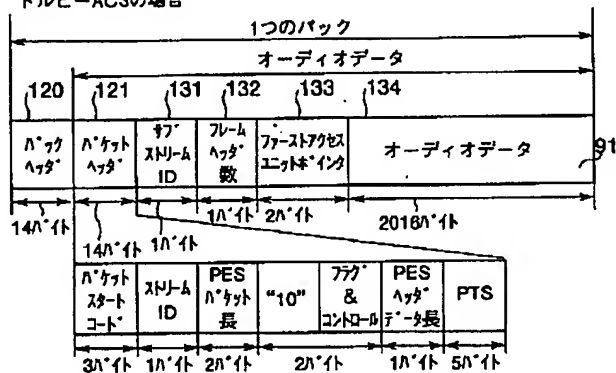 ドルビーAC3の場合
1つのパック
オーディオデータ
120 121 131 132 133 134
パックヘッダ
パケットヘッダ
サブストリームID
フレームヘッダ数
ファーストアクセスユニットポインタ
オーディオデータ
91
14バイト
14バイト
1バイト
1バイト
2バイト
2016バイト
パケットスタートコード
ストリームID
PESパケット長
“10”
フラグ&コントロール
PESヘッダデータ長
PTS
3バイト
1バイト
2バイト
2バイト
1バイト
5バイト